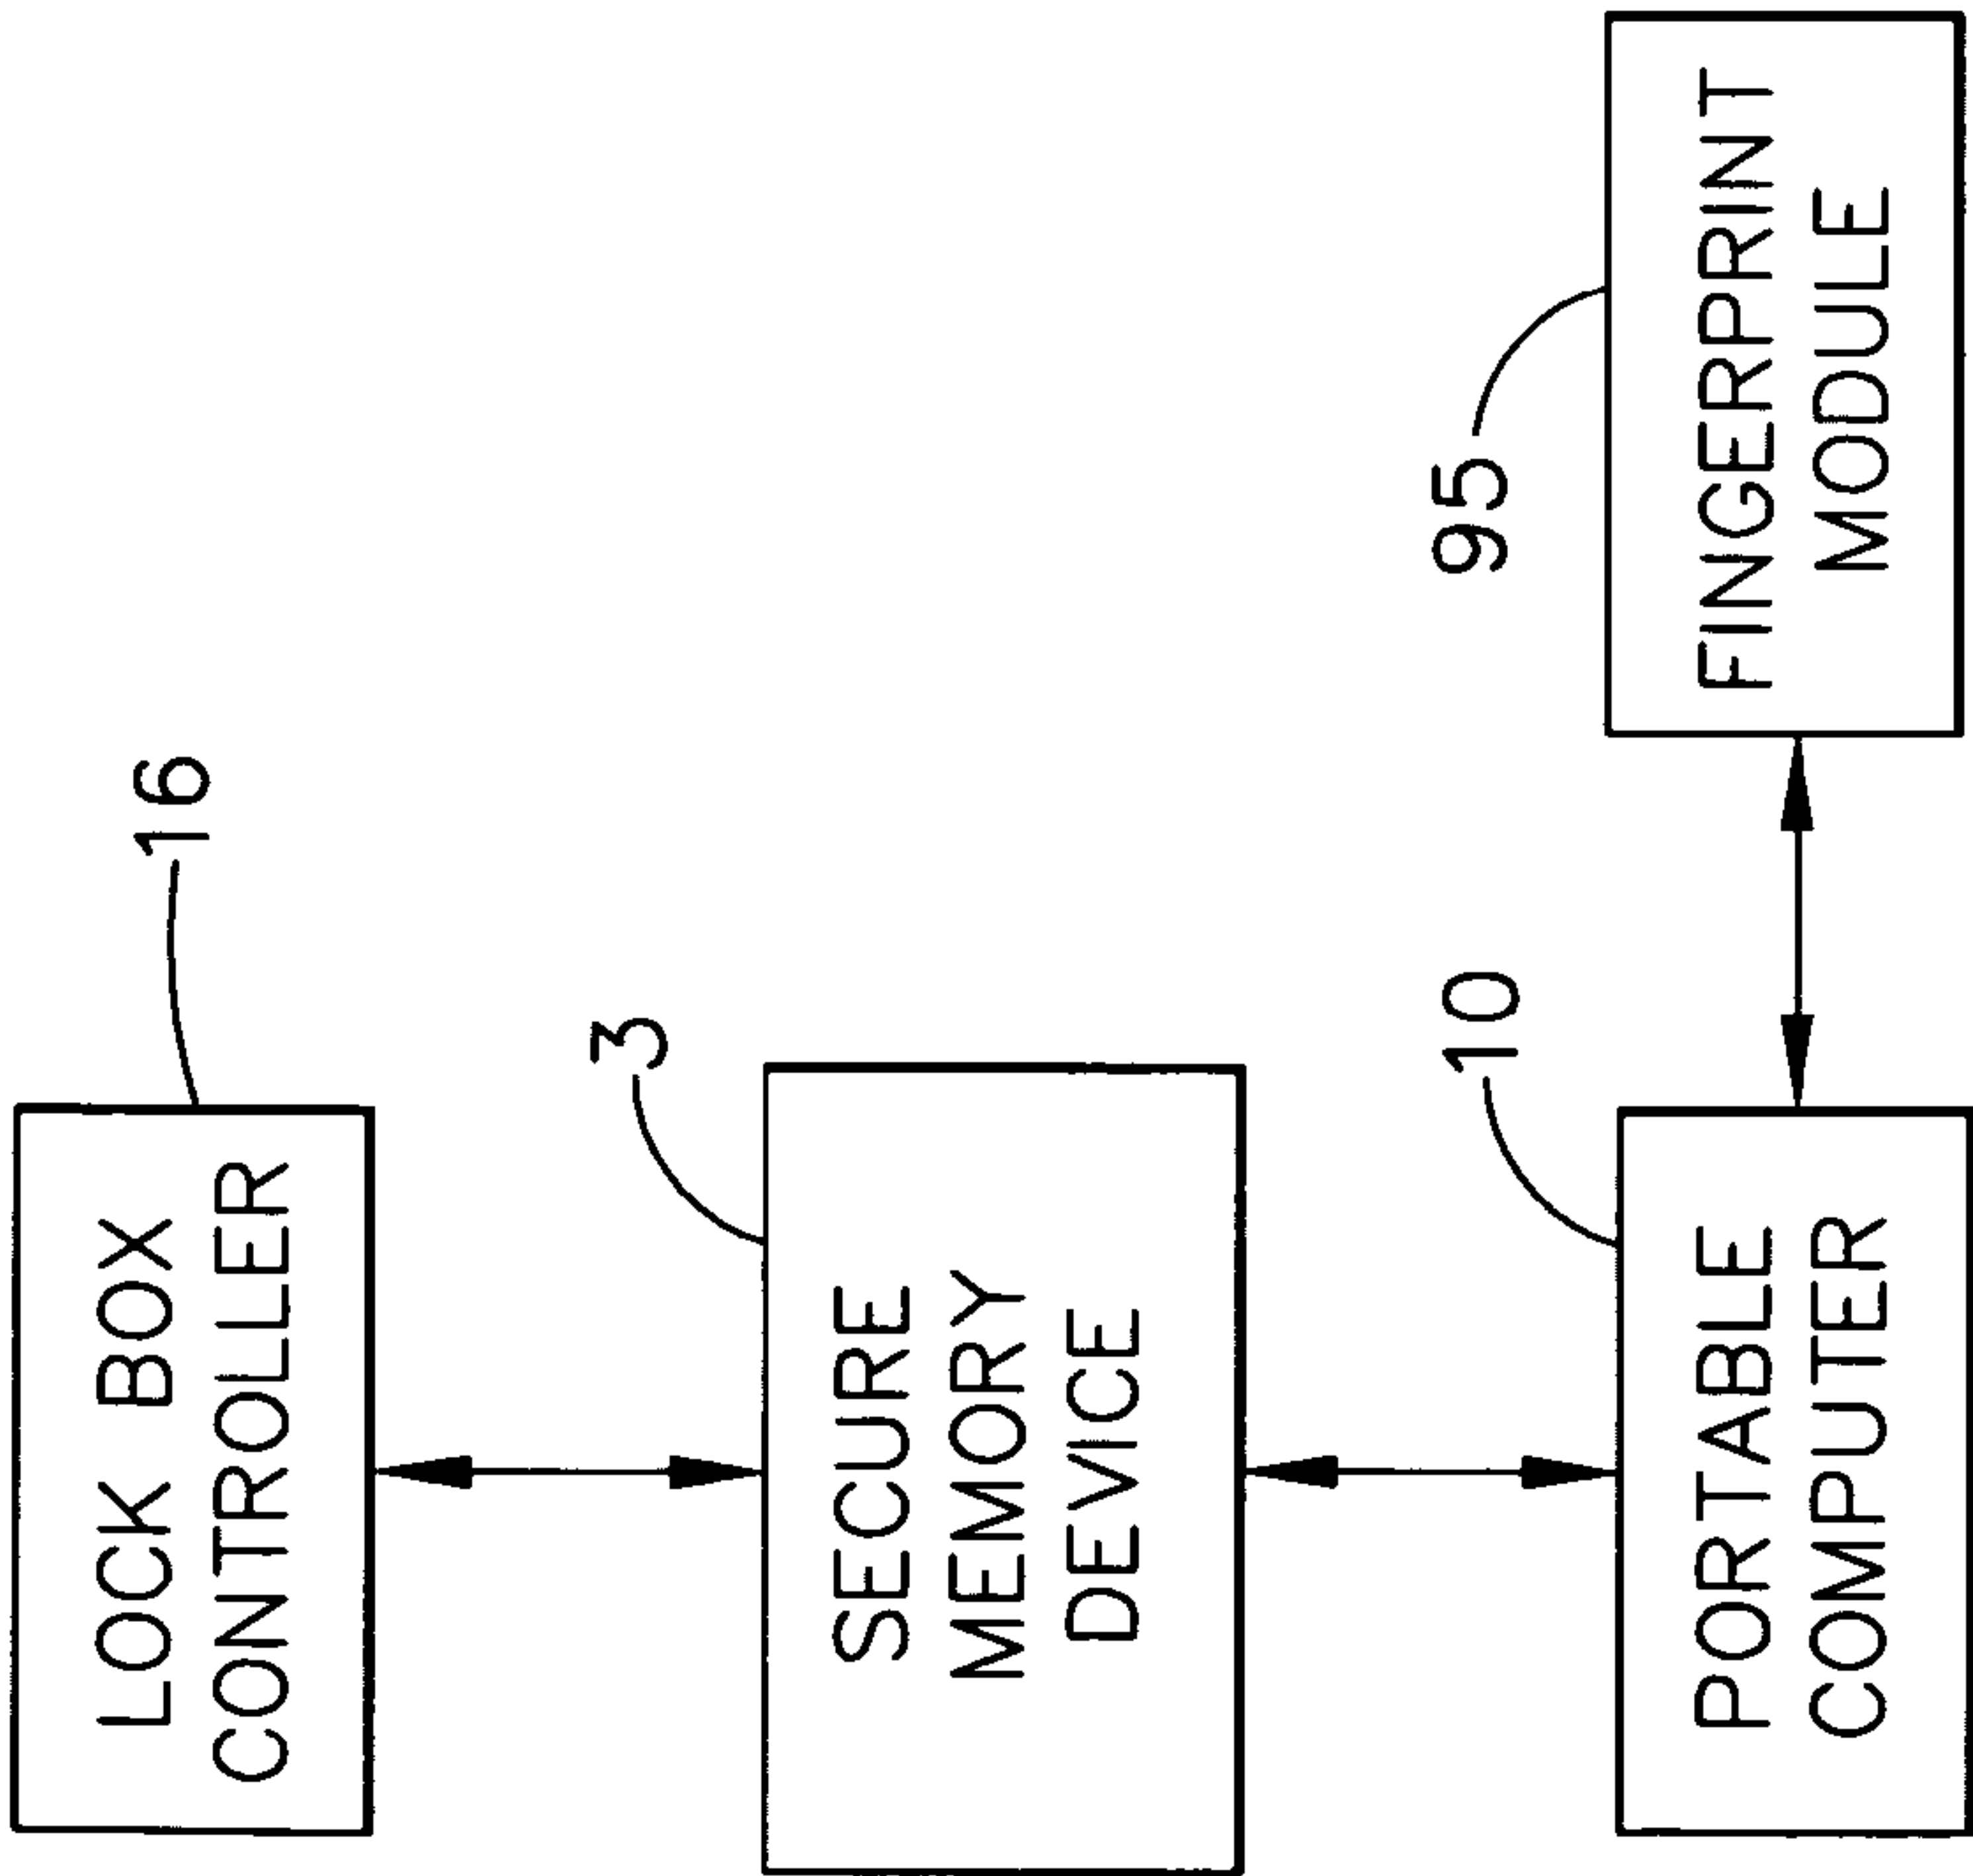 16
LOCK BOX
CONTROLLER
3
SECURE
MEMORY
DEVICE
10
PORTABLE
COMPUTER
95
FINGERPRINT
MODULE